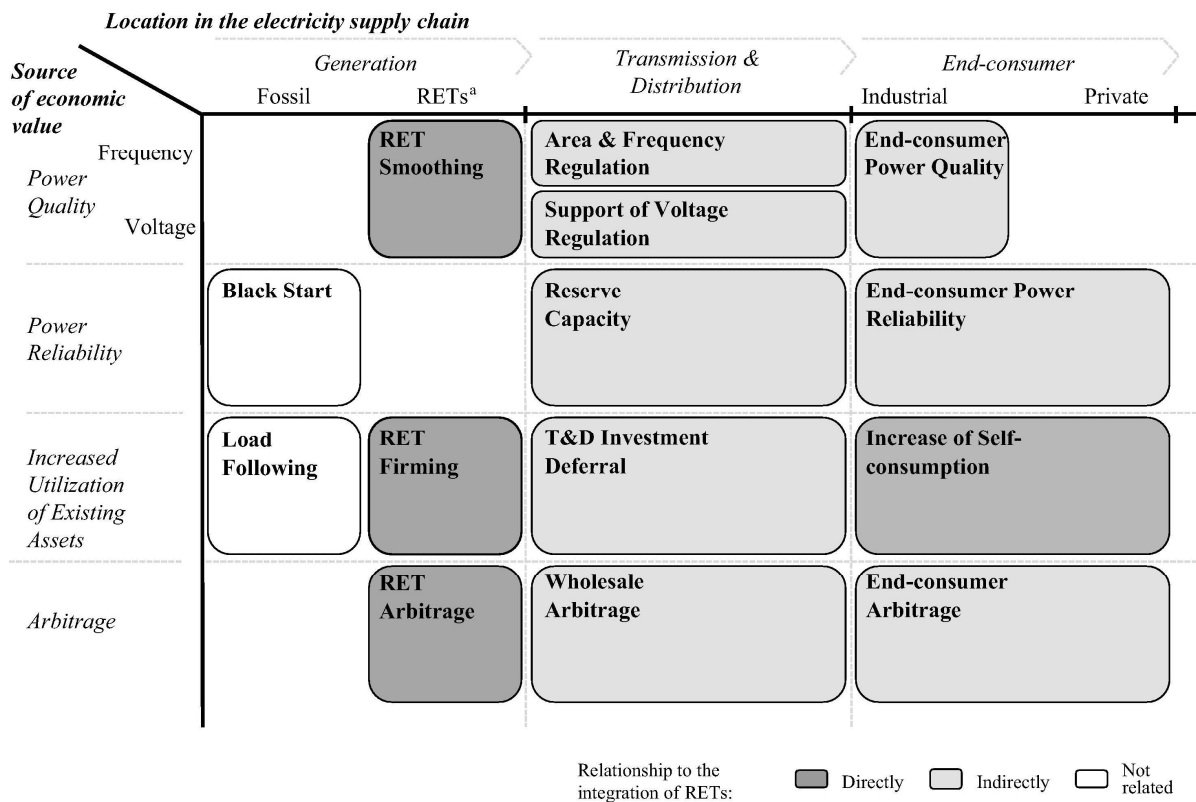 Location in the electricity supply chain
Source
of economic
value
Generation
Transmission &
Distribution
End-consumer
Fossil
RETsᵃ
Industrial
Private
Power
Quality
Frequency
Voltage
RET
Smoothing
Area & Frequency
Regulation
Support of Voltage
Regulation
End-consumer
Power Quality
Power
Reliability
Black Start
Reserve
Capacity
End-consumer Power
Reliability
Increased
Utilization
of Existing
Assets
Load
Following
RET
Firming
T&D Investment
Deferral
Increase of Self-
consumption
Arbitrage
RET
Arbitrage
Wholesale
Arbitrage
End-consumer
Arbitrage
Relationship to the
integration of RETs:
Directly
Indirectly
Not
related